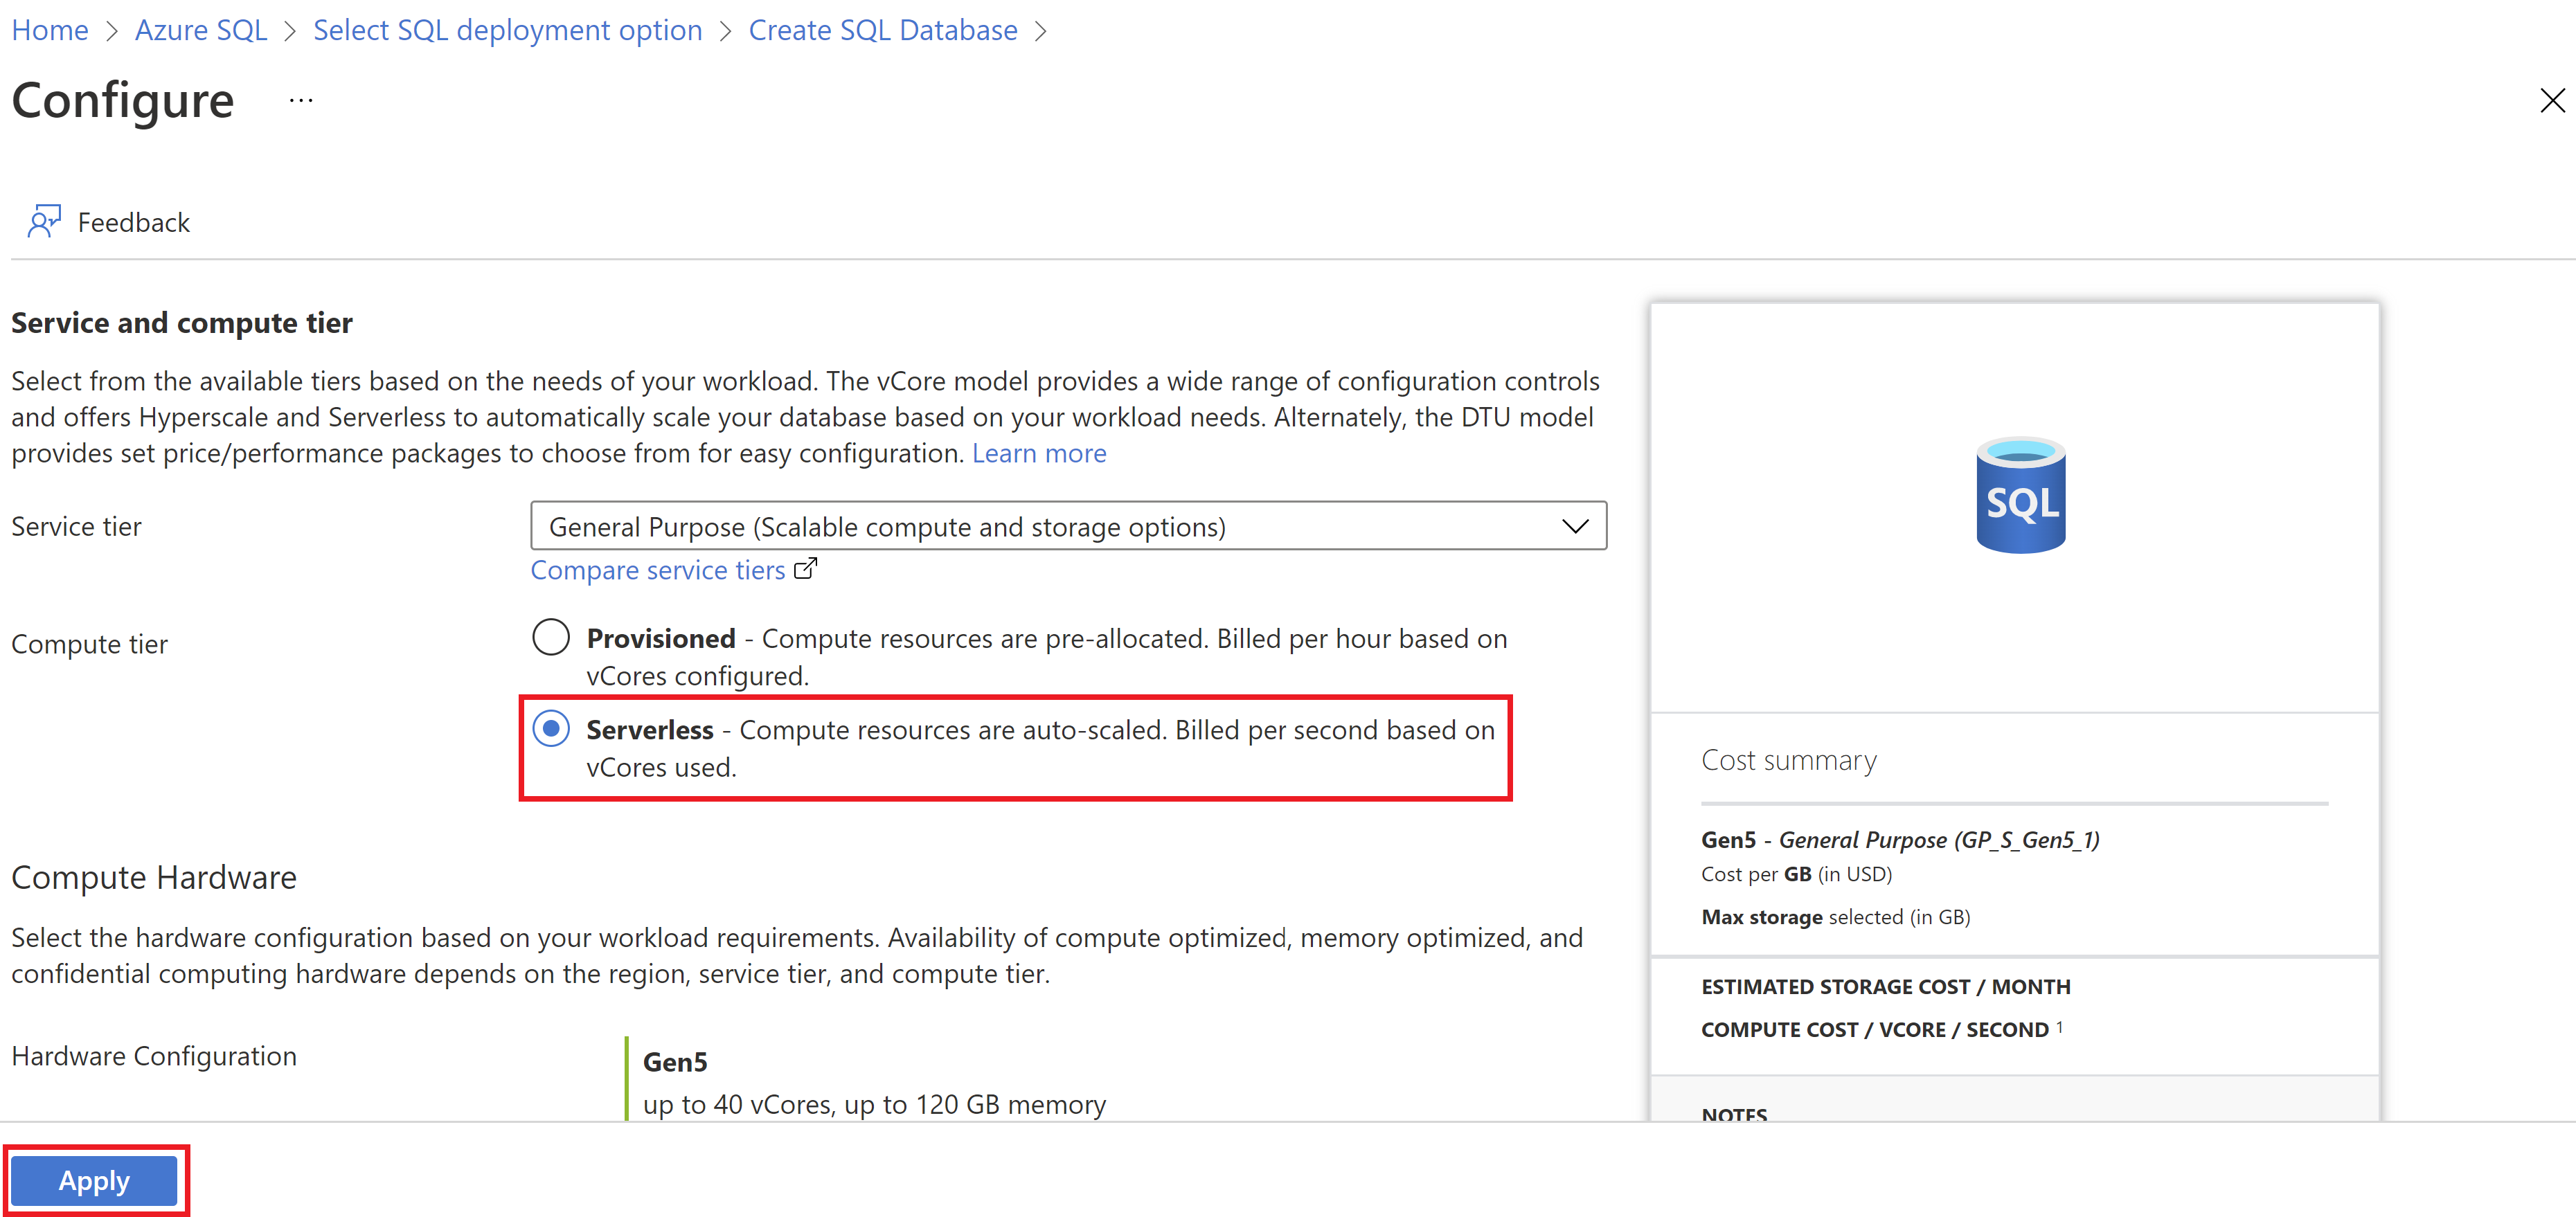 Home > Azure SQL > Select SQL deployment option > Create SQL Database >
Configure ...
Feedback
Service and compute tier
Select from the available tiers based on the needs of your workload. The vCore model provides a wide range of configuration controls
and offers Hyperscale and Serverless to automatically scale your database based on your workload needs. Alternately, the DTU model
provides set price/performance packages to choose from for easy configuration. Learn more
Service tier
General Purpose (Scalable compute and storage options)
Compare service tiers
Compute tier
Provisioned - Compute resources are pre-allocated. Billed per hour based on
vCores configured.
Serverless - Compute resources are auto-scaled. Billed per second based on
vCores used.
Compute Hardware
Select the hardware configuration based on your workload requirements. Availability of compute optimized, memory optimized, and
confidential computing hardware depends on the region, service tier, and compute tier.
Hardware Configuration
Gen5
up to 40 vCores, up to 120 GB memory
Apply
SQL
Cost summary
Gen5 - General Purpose (GP_S_Gen5_1)
Cost per GB (in USD)
Max storage selected (in GB)
ESTIMATED STORAGE COST / MONTH
COMPUTE COST / VCORE / SECOND 1
NOTES